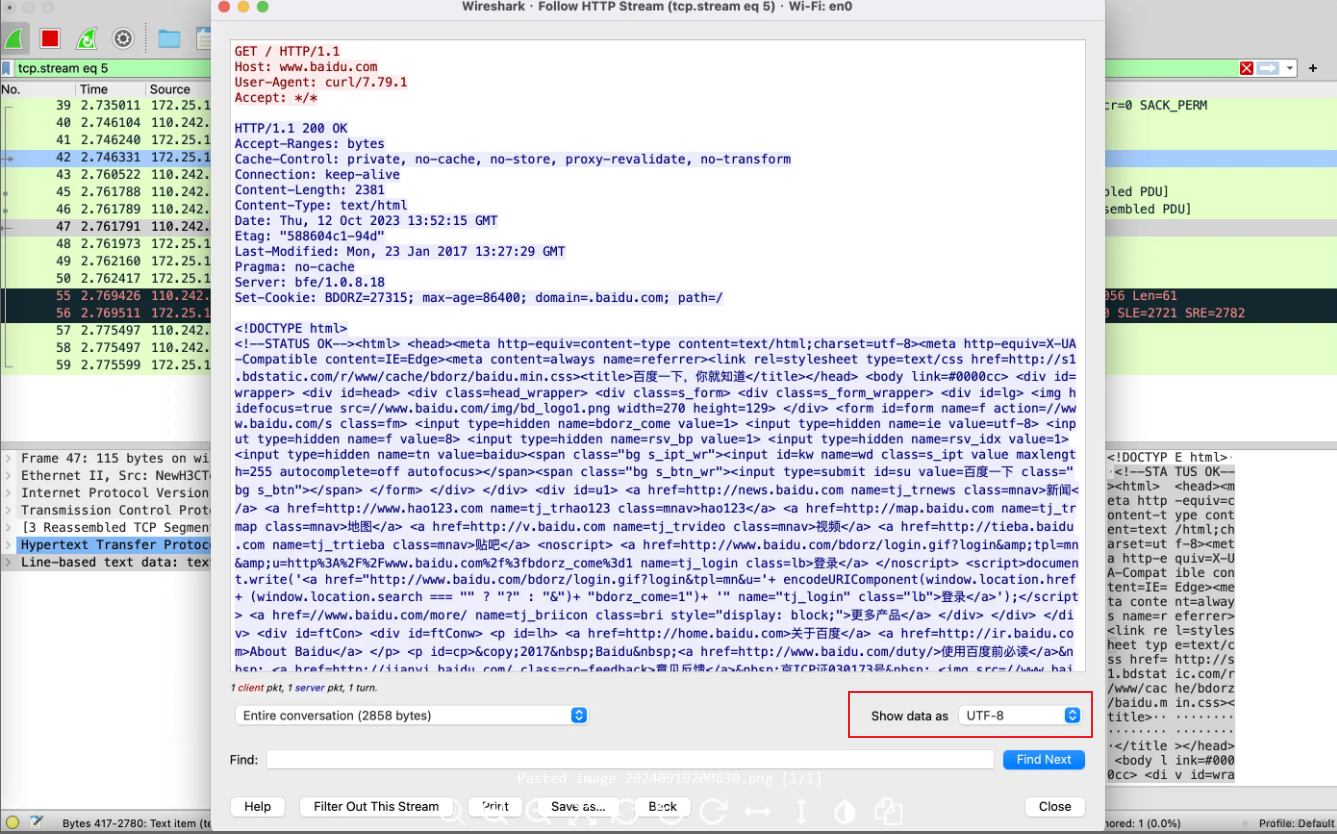 Wireshark · Follow HTTP Stream (tcp.stream eq 5) · Wi-Fi: en0
tcp.stream eq 5
No. Time Source
39 2.735011 172.25.1
40 2.746104 110.242.
41 2.746240 172.25.1
42 2.746331 172.25.1
43 2.760522 110.242.
45 2.761788 110.242.
46 2.761789 110.242.
47 2.761791 110.242.
48 2.761973 172.25.1
49 2.762160 172.25.1
50 2.762417 172.25.1
55 2.769426 110.242.
56 2.769511 172.25.1
57 2.775497 110.242.
58 2.775497 110.242.
59 2.775599 172.25.1
cr=0 SACK_PERM
bled PDU]
sembled PDU]
056 Len=61
0 SLE=2721 SRE=2782
GET / HTTP/1.1
Host: www.baidu.com
User-Agent: curl/7.79.1
Accept: */*
HTTP/1.1 200 OK
Accept-Ranges: bytes
Cache-Control: private, no-cache, no-store, proxy-revalidate, no-transform
Connection: keep-alive
Content-Length: 2381
Content-Type: text/html
Date: Thu, 12 Oct 2023 13:52:15 GMT
Etag: "588604c1-94d"
Last-Modified: Mon, 23 Jan 2017 13:27:29 GMT
Pragma: no-cache
Server: bfe/1.0.8.18
Set-Cookie: BDORZ=27315; max-age=86400; domain=.baidu.com; path=/
<!DOCTYPE html>
<!--STATUS OK--><html> <head><meta http-equiv=content-type content=text/html;charset=utf-8><meta http-equiv=X-UA
-Compatible content=IE=Edge><meta content=always name=referrer><link rel=stylesheet type=text/css href=http://s1
.bdstatic.com/r/www/cache/bdorz/baidu.min.css><title>百度一下，你就知道</title></head> <body link=#0000cc> <div id=
wrapper> <div id=head> <div class=head_wrapper> <div class=s_form> <div class=s_form_wrapper> <div id=lg> <img h
idefocus=true src=//www.baidu.com/img/bd_logo1.png width=270 height=129> </div> <form id=form name=f action=//ww
w.baidu.com/s class=fm> <input type=hidden name=bdorz_come value=1> <input type=hidden name=ie value=utf-8> <inp
ut type=hidden name=f value=8> <input type=hidden name=rsv_bp value=1> <input type=hidden name=rsv_idx value=1>
<input type=hidden name=tn value=baidu><span class="bg s_ipt_wr"><input id=kw name=wd class=s_ipt value maxlengt
h=255 autocomplete=off autofocus></span><span class="bg s_btn_wr"><input type=submit id=su value=百度一下 class="
bg s_btn"></span> </form> </div> </div> <div id=u1> <a href=http://news.baidu.com name=tj_trnews class=mnav>新闻<
/a> <a href=http://www.hao123.com name=tj_trhao123 class=mnav>hao123</a> <a href=http://map.baidu.com name=tj_tr
map class=mnav>地图</a> <a href=http://v.baidu.com name=tj_trvideo class=mnav>视频</a> <a href=http://tieba.baidu
.com name=tj_trtieba class=mnav>贴吧</a> <noscript> <a href=http://www.baidu.com/bdorz/login.gif?login&amp;tpl=mn
&amp;u=http%3A%2F%2Fwww.baidu.com%2f%3fbdorz_come%3d1 name=tj_login class=lb>登录</a> </noscript> <script>documen
t.write('<a href="http://www.baidu.com/bdorz/login.gif?login&tpl=mn&u='+ encodeURIComponent(window.location.href
+ (window.location.search === "" ? "?" : "&")+ "bdorz_come=1")+ '" name="tj_login" class="lb">登录</a>');</script
> <a href=//www.baidu.com/more/ name=tj_briicon class=bri style="display: block;">更多产品</a> </div> </div> </di
v> <div id=ftCon> <div id=ftConw> <p id=lh> <a href=http://home.baidu.com>关于百度</a> <a href=http://ir.baidu.co
m>About Baidu</a> </p> <p id=cp>&copy;2017&nbsp;Baidu&nbsp;<a href=http://www.baidu.com/duty/>使用百度前必读</a>&n
bsp; <a href=http://jianyi.baidu.com/ class=cp-feedback>意见反馈</a>&nbsp;京ICP证030173号&nbsp; <img src=//www.bai
Frame 47: 115 bytes on wi
Ethernet II, Src: NewH3CT
Internet Protocol Version
Transmission Control Prot
[3 Reassembled TCP Segmen
Hypertext Transfer Protoc
Line-based text data: tex
<!DOCTYP E html>·
·<!--STA TUS OK--
><html> <head><m
eta http -equiv=c
ontent-t ype cont
ent=text /html;ch
arset=ut f-8><met
a http-e quiv=X-U
A-Compat ible con
tent=IE= Edge><me
ta conte nt=alway
s name=r eferrer>
<link re l=styles
heet typ e=text/c
ss href= http://s
1.bdstat ic.com/r
/www/cac he/bdorz
/baidu.m in.css><
title>·· ········
········ ········
·</title ></head>
<body l ink=#000
0cc> <di v id=wra
1 client pkt, 1 server pkt, 1 turn.
Entire conversation (2858 bytes)
Show data as UTF-8
Find: Find Next
Pasted image 20240919200830.png [1/1]
Help Filter Out This Stream Print Save as... Back Close
Bytes 417-2780: Text item (te
nored: 1 (0.0%) Profile: Default